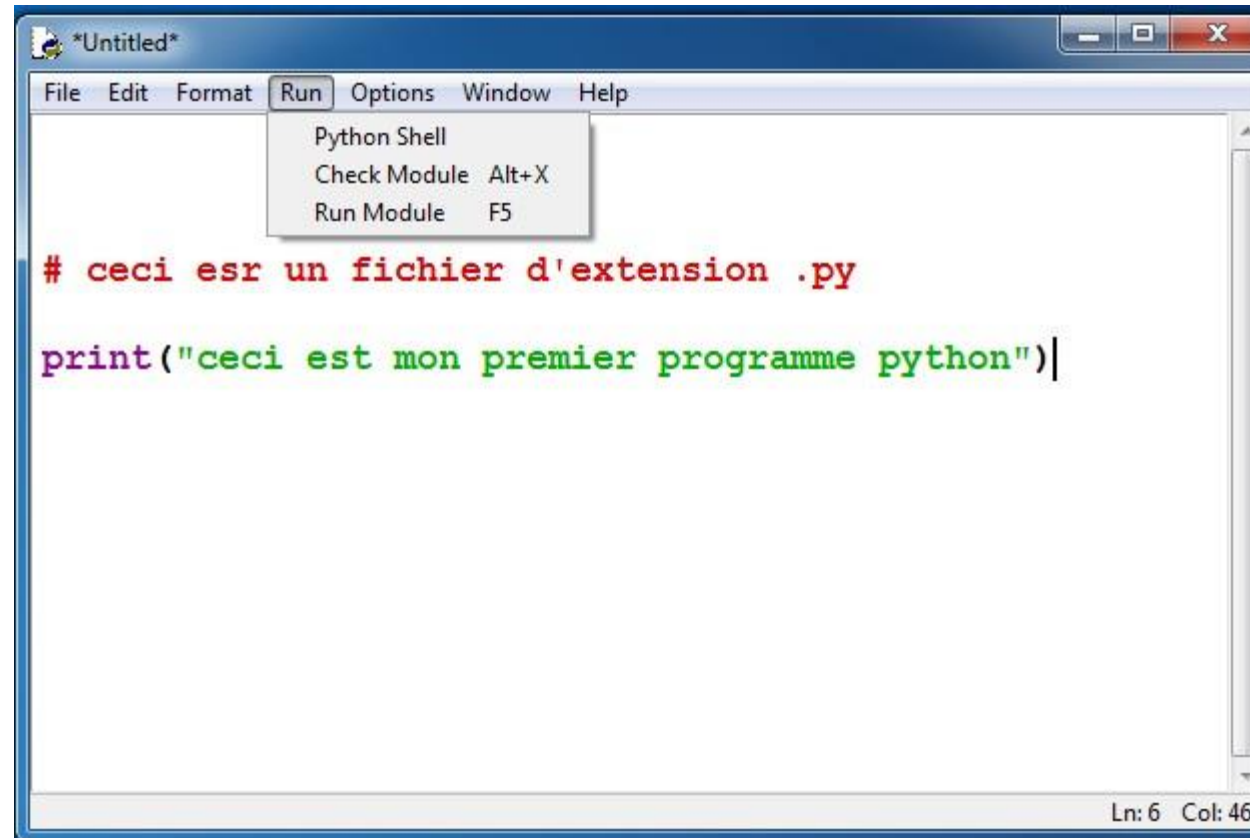 *Untitled*
File Edit Format Run Options Window Help
Python Shell
Check Module Alt+X
Run Module F5
# ceci esr un fichier d'extension .py
print("ceci est mon premier programme python")
Ln: 6 Col: 46